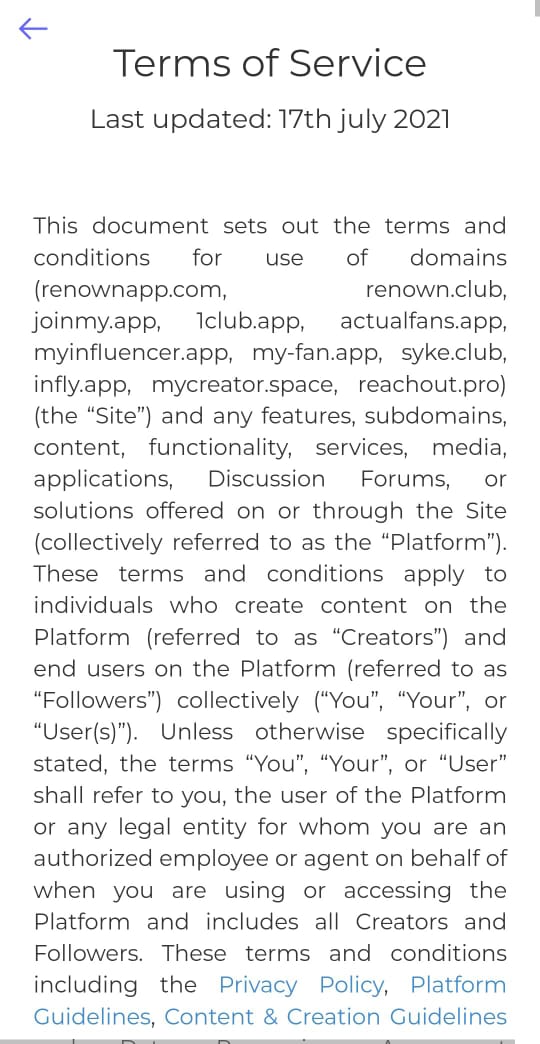 Terms of Service
Last updated: 17th july 2021
This document sets out the terms and
conditions for use of domains
(renownapp.com, renown.club,
joinmy.app, 1club.app, actualfans.app,
myinfluencer.app, my-fan.app, syke.club,
infly.app, mycreator.space, reachout.pro)
(the “Site”) and any features, subdomains,
content, functionality, services, media,
applications, Discussion Forums, or
solutions offered on or through the Site
(collectively referred to as the “Platform”).
These terms and conditions apply to
individuals who create content on the
Platform (referred to as “Creators”) and
end users on the Platform (referred to as
“Followers”) collectively (“You”, “Your”, or
“User(s)”). Unless otherwise specifically
stated, the terms “You”, “Your”, or “User”
shall refer to you, the user of the Platform
or any legal entity for whom you are an
authorized employee or agent on behalf of
when you are using or accessing the
Platform and includes all Creators and
Followers. These terms and conditions
including the Privacy Policy, Platform
Guidelines, Content & Creation Guidelines